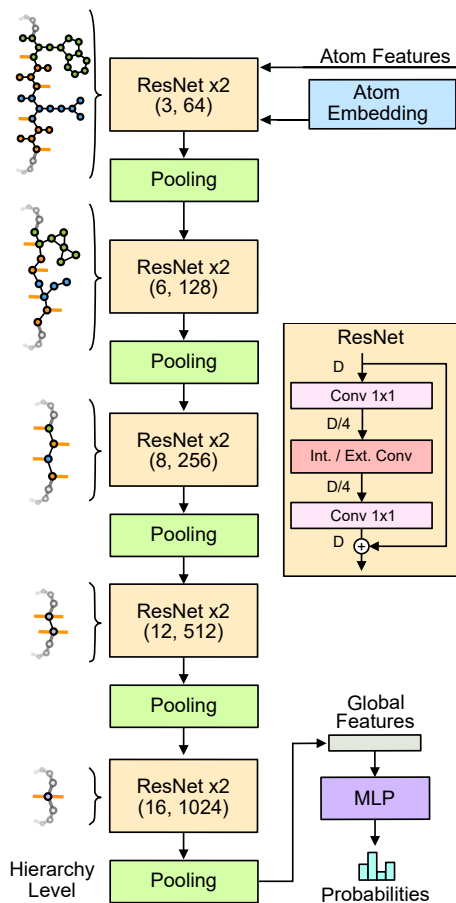 Atom Features
Atom
Embedding
ResNet x2
(3, 64)
Pooling
ResNet x2
(6, 128)
Pooling
ResNet x2
(8, 256)
Pooling
ResNet x2
(12, 512)
Pooling
ResNet x2
(16, 1024)
Pooling
Hierarchy
Level
ResNet
D
Conv 1x1
D/4
Int. / Ext. Conv
D/4
Conv 1x1
D
+
Global
Features
MLP
Probabilities